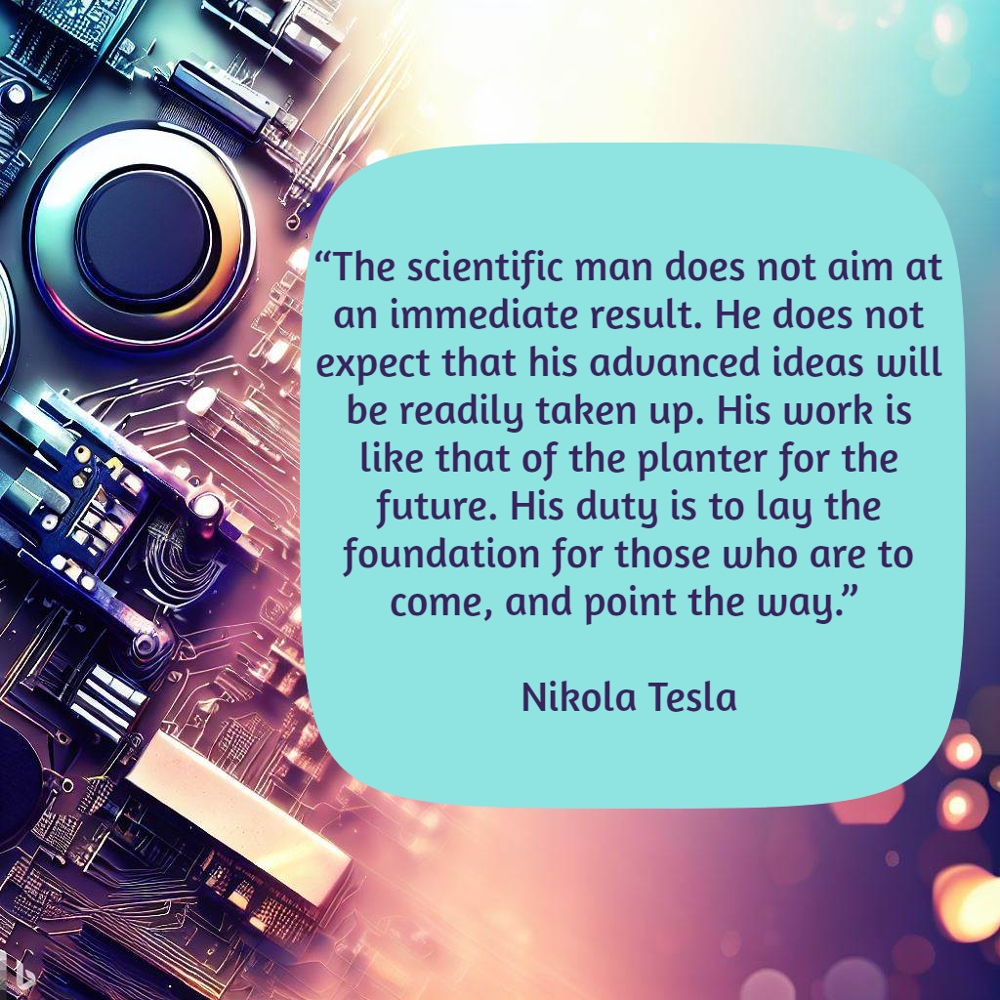 “The scientific man does not aim at
an immediate result. He does not
expect that his advanced ideas will
be readily taken up. His work is
like that of the planter for the
future. His duty is to lay the
foundation for those who are to
come, and point the way.”
Nikola Tesla